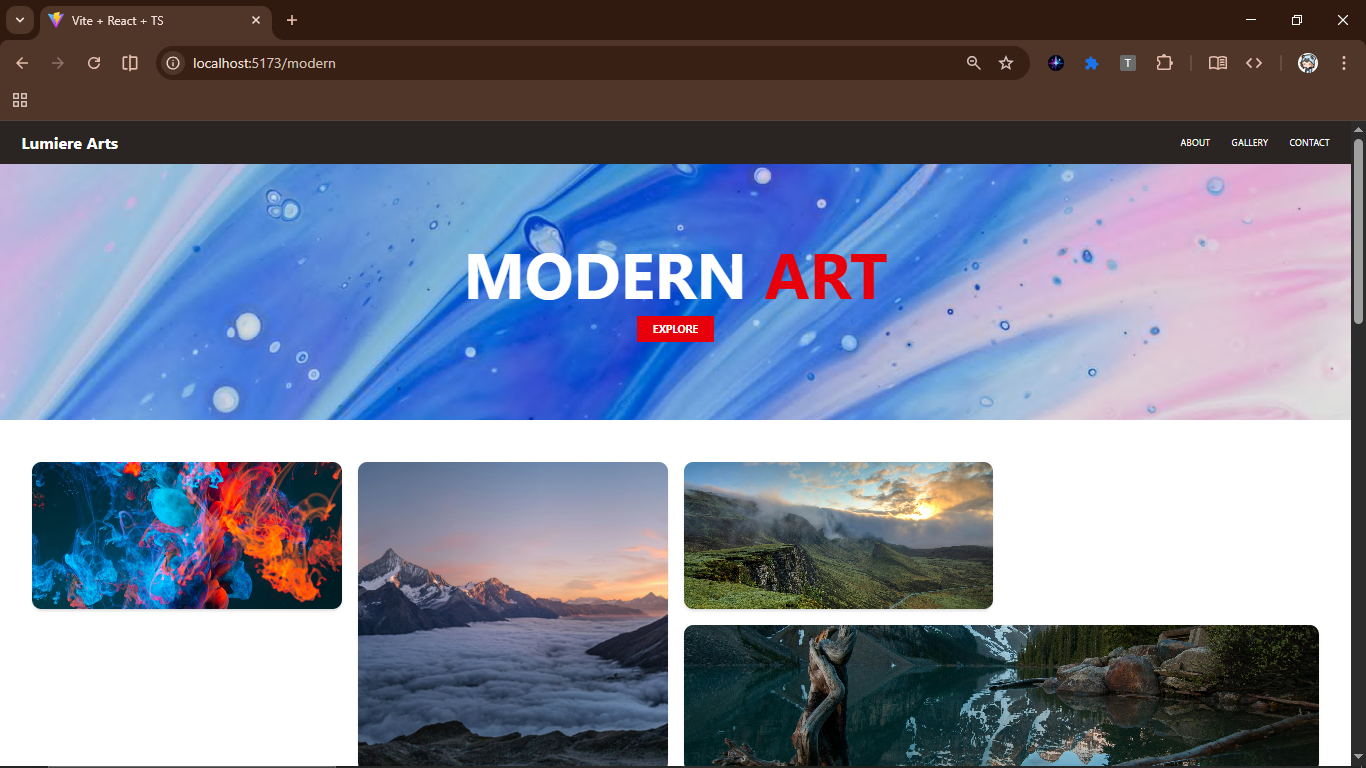 Vite + React + TS
localhost:5173/modern
T
Lumiere Arts
ABOUT GALLERY CONTACT
MODERN ART
EXPLORE